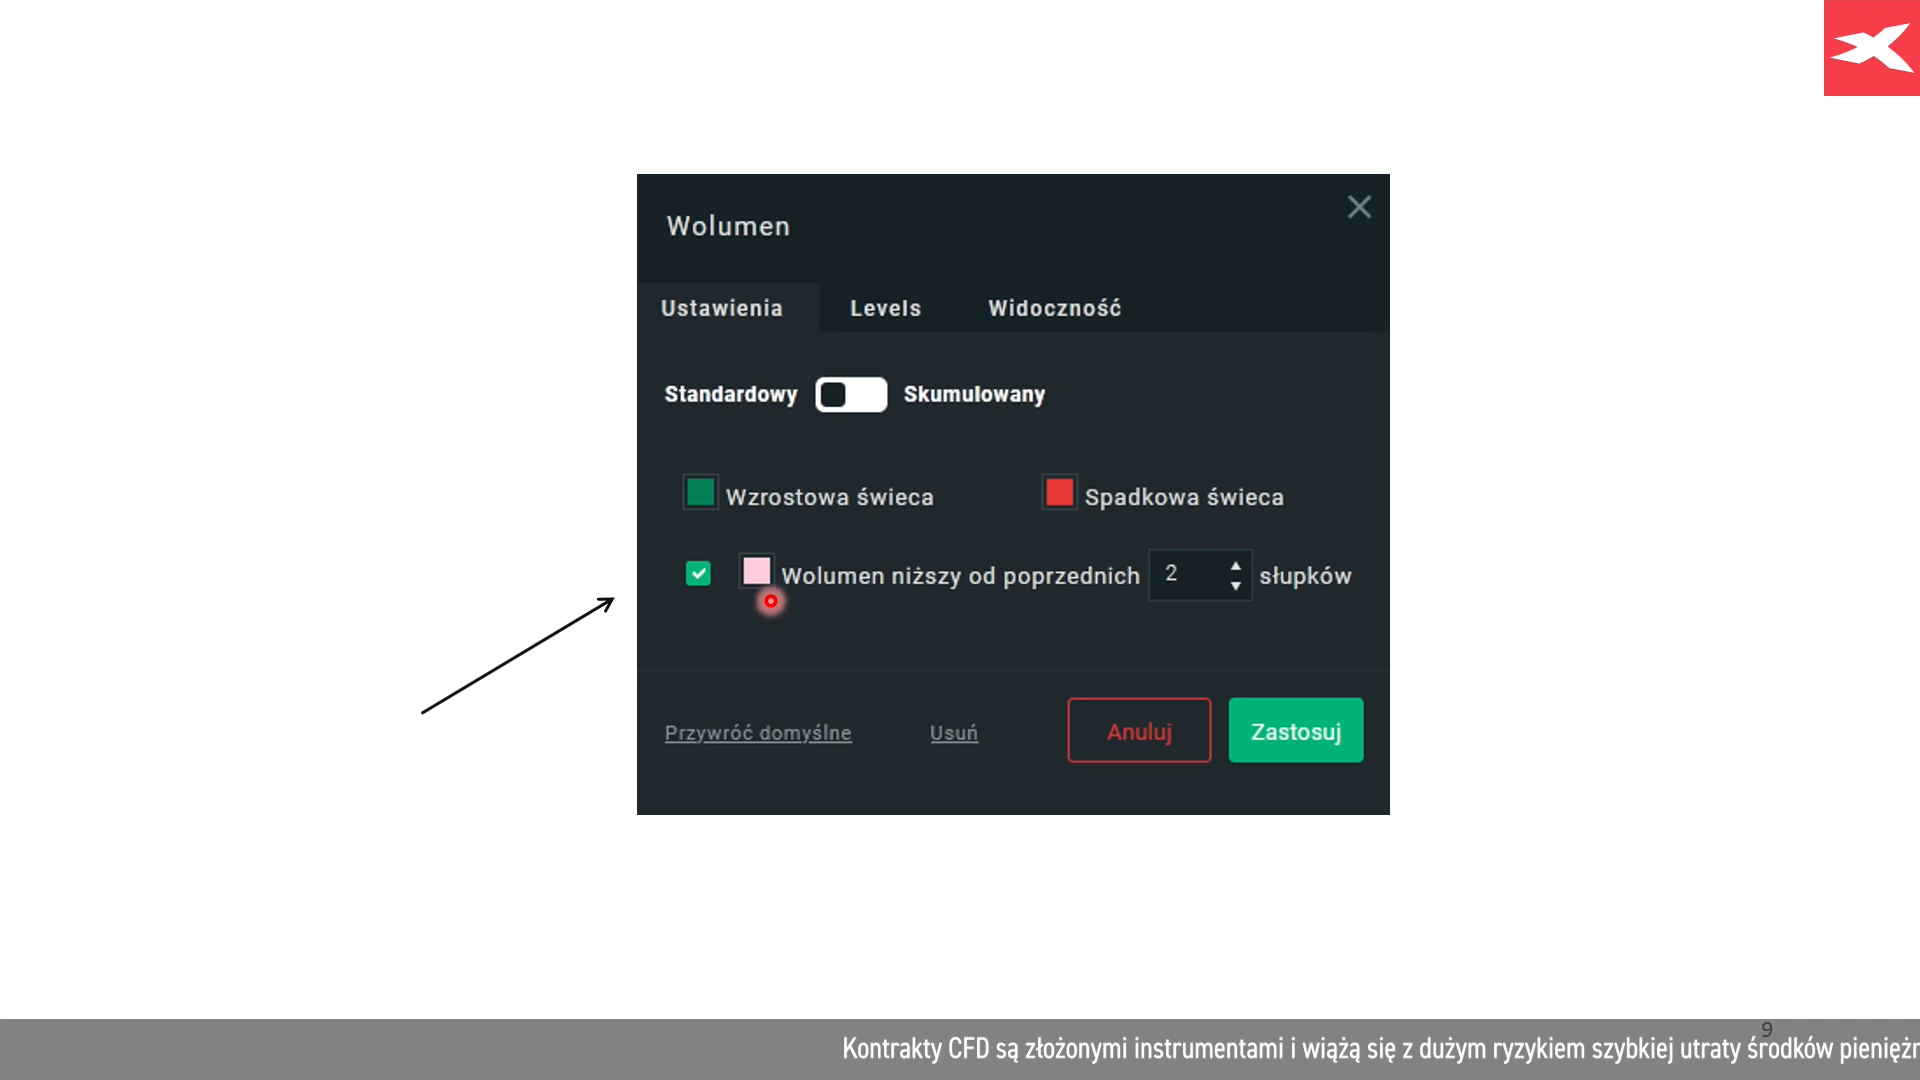 Wolumen
Ustawienia Levels Widoczność
Standardowy Skumulowany
Wzrostowa świeca Spadkowa świeca
Wolumen niższy od poprzednich 2 słupków
Przywróć domyślne Usuń Anuluj Zastosuj
9
Kontrakty CFD są złożonymi instrumentami i wiążą się z dużym ryzykiem szybkiej utraty środków